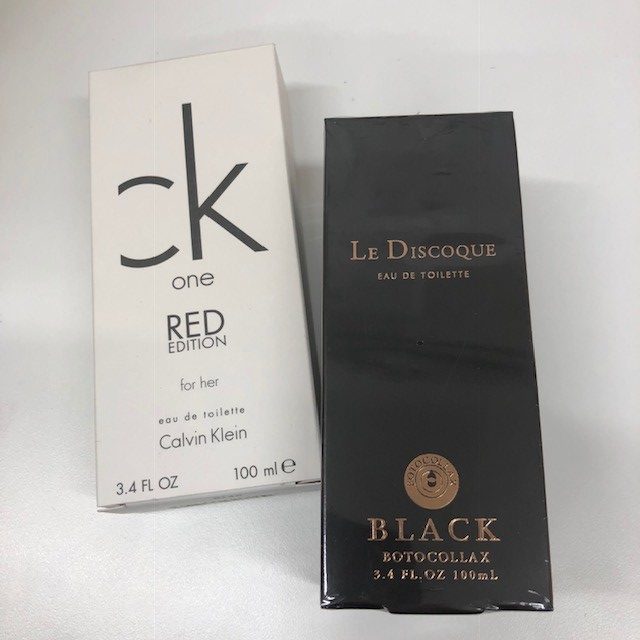 ck
one
RED
EDITION
for her
eau de toilette
Calvin Klein
3.4 FL OZ 100 ml e
LE DISCOQUE
EAU DE TOILETTE
BOTOCOLLAX
BLACK
BOTOCOLLAX
3.4 FL.OZ 100mL